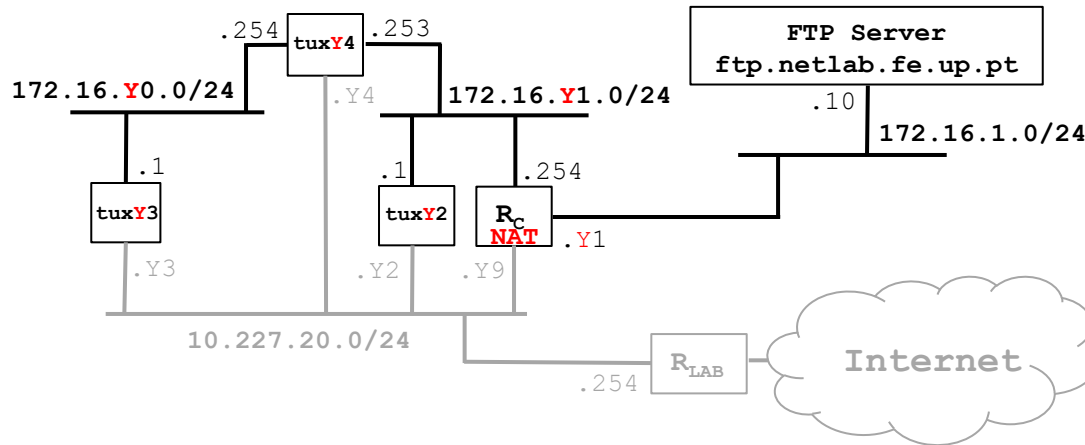 .254
tuxY4
.253
FTP Server
ftp.netlab.fe.up.pt
172.16.Y0.0/24
.Y4
172.16.Y1.0/24
.10
172.16.1.0/24
.1
.1
.254
tuxY3
tuxY2
RC
NAT
.Y1
.Y3
.Y2
.Y9
10.227.20.0/24
RLAB
Internet
.254